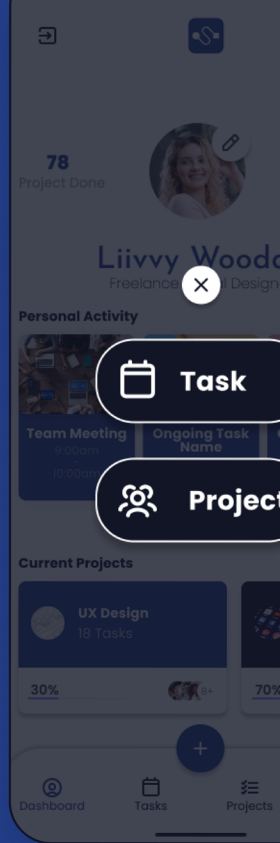 78
Project Done
Liivvy Woodc
Freelance l Design
Personal Activity
Task
Team Meeting
Ongoing Task
Name
9:00am
-
10:00am
Project
Current Projects
UX Design
18 Tasks
30%
8+
70%
Dashboard
Tasks
Projects